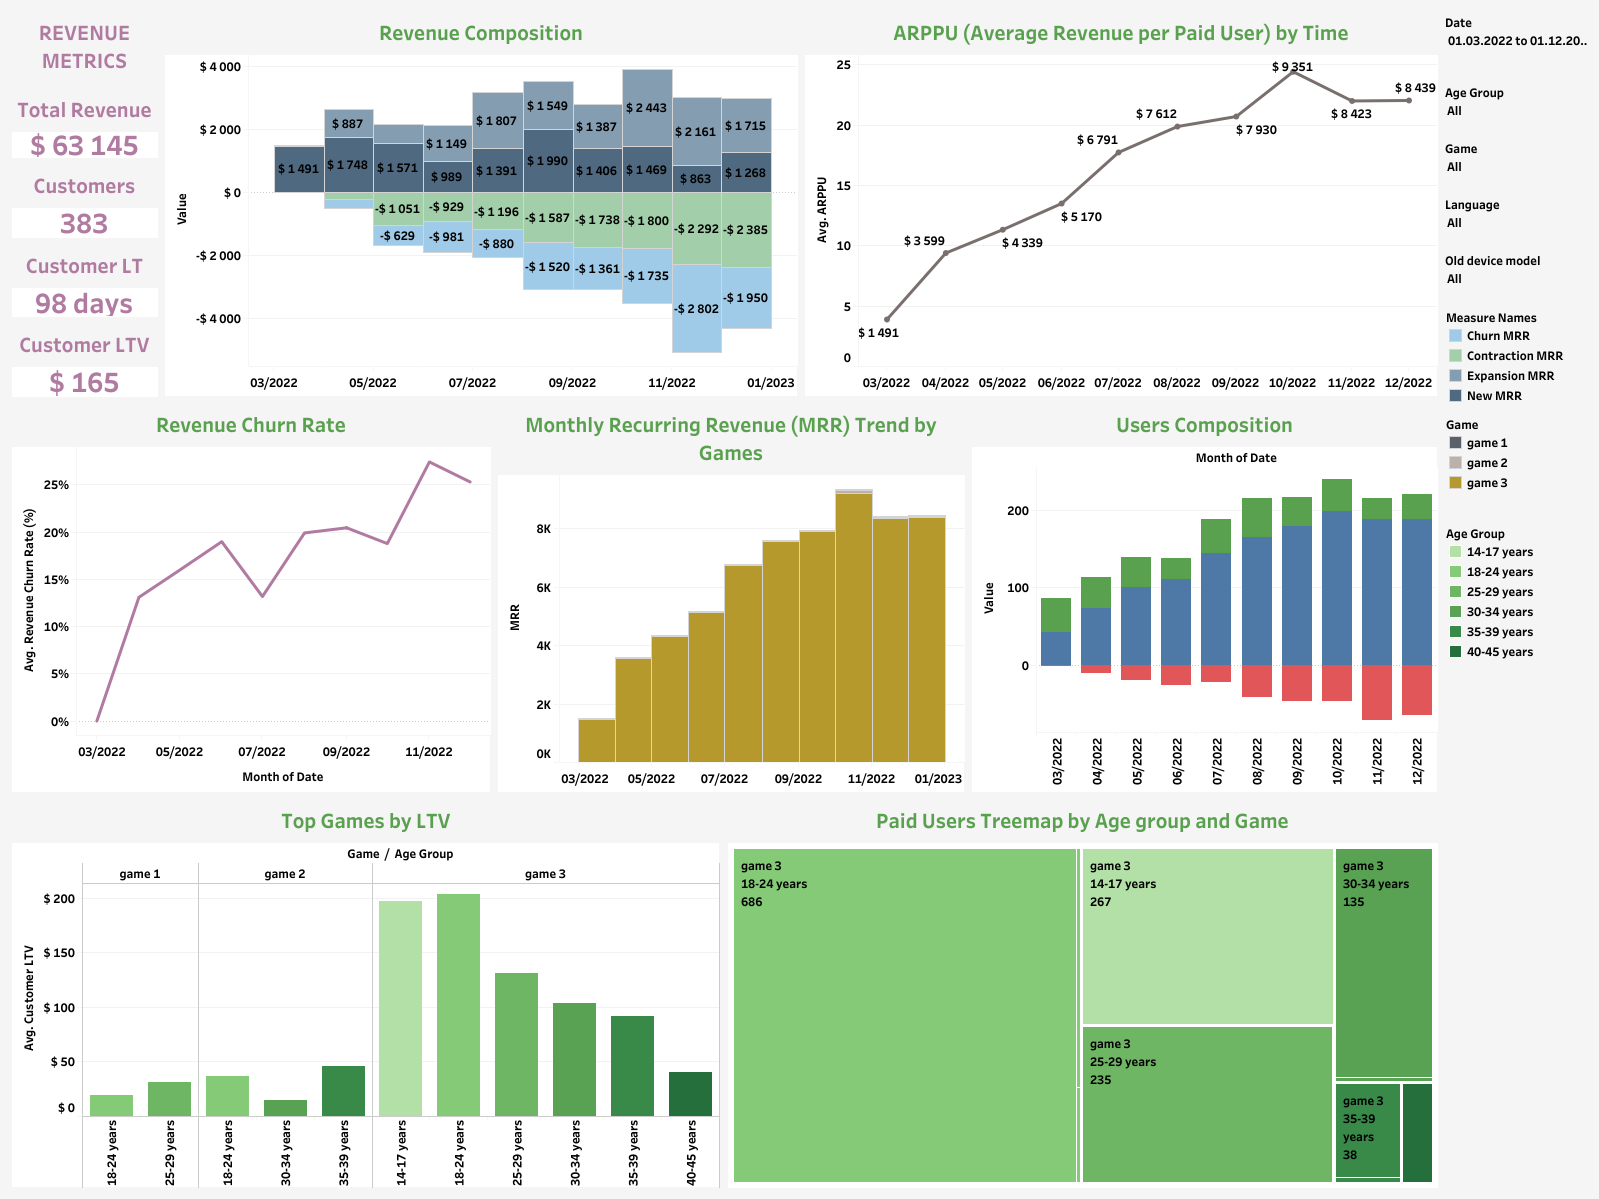 REVENUE
METRICS
Total Revenue
$ 63 145
Customers
383
Customer LT
98 days
Customer LTV
$ 165
Revenue Composition
$ 4 000
$ 2 000
$ 0
-$ 2 000
-$ 4 000
Value
$ 1 491
$ 887
$ 1 748
$ 1 571
-$ 1 051
-$ 629
$ 1 149
$ 989
-$ 929
-$ 981
$ 1 807
$ 1 391
-$ 1 196
-$ 880
$ 1 549
$ 1 990
-$ 1 587
-$ 1 520
$ 1 387
$ 1 406
-$ 1 738
-$ 1 361
$ 2 443
$ 1 469
-$ 1 800
-$ 1 735
$ 2 161
$ 863
-$ 2 292
-$ 2 802
$ 1 715
$ 1 268
-$ 2 385
-$ 1 950
03/2022 05/2022 07/2022 09/2022 11/2022 01/2023
ARPPU (Average Revenue per Paid User) by Time
25
20
15
10
5
0
Avg. ARPPU
$ 1 491
$ 3 599
$ 4 339
$ 5 170
$ 6 791
$ 7 612
$ 7 930
$ 9 351
$ 8 423
$ 8 439
03/2022 04/2022 05/2022 06/2022 07/2022 08/2022 09/2022 10/2022 11/2022 12/2022
Date
01.03.2022 to 01.12.20..
Age Group
All
Game
All
Language
All
Old device model
All
Measure Names
Churn MRR
Contraction MRR
Expansion MRR
New MRR
Game
game 1
game 2
game 3
Age Group
14-17 years
18-24 years
25-29 years
30-34 years
35-39 years
40-45 years
Revenue Churn Rate
25%
20%
15%
10%
5%
0%
Avg. Revenue Churn Rate (%)
03/2022 05/2022 07/2022 09/2022 11/2022
Month of Date
Monthly Recurring Revenue (MRR) Trend by
Games
8K
6K
4K
2K
0K
MRR
03/2022 05/2022 07/2022 09/2022 11/2022 01/2023
Users Composition
Month of Date
200
100
0
Value
03/2022
04/2022
05/2022
06/2022
07/2022
08/2022
09/2022
10/2022
11/2022
12/2022
Top Games by LTV
Game / Age Group
game 1 game 2 game 3
$ 200
$ 150
$ 100
$ 50
$ 0
Avg. Customer LTV
18-24 years
25-29 years
18-24 years
30-34 years
35-39 years
14-17 years
18-24 years
25-29 years
30-34 years
35-39 years
40-45 years
Paid Users Treemap by Age group and Game
game 3
18-24 years
686
game 3
14-17 years
267
game 3
25-29 years
235
game 3
30-34 years
135
game 3
35-39
years
38